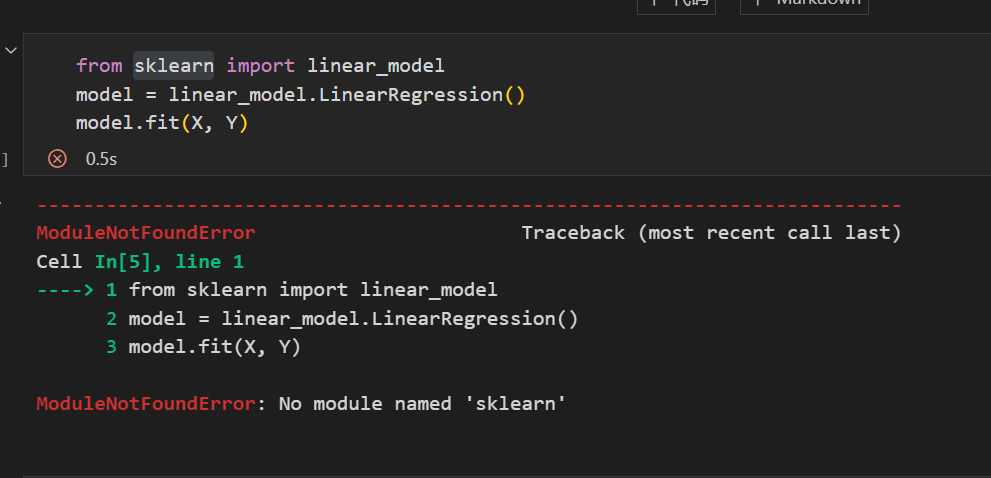 代码
Markdown
from sklearn import linear_model
model = linear_model.LinearRegression()
model.fit(X, Y)
]
0.5s
---------------------------------------------------------------------------
ModuleNotFoundError Traceback (most recent call last)
Cell In[5], line 1
----> 1 from sklearn import linear_model
2 model = linear_model.LinearRegression()
3 model.fit(X, Y)
ModuleNotFoundError: No module named 'sklearn'